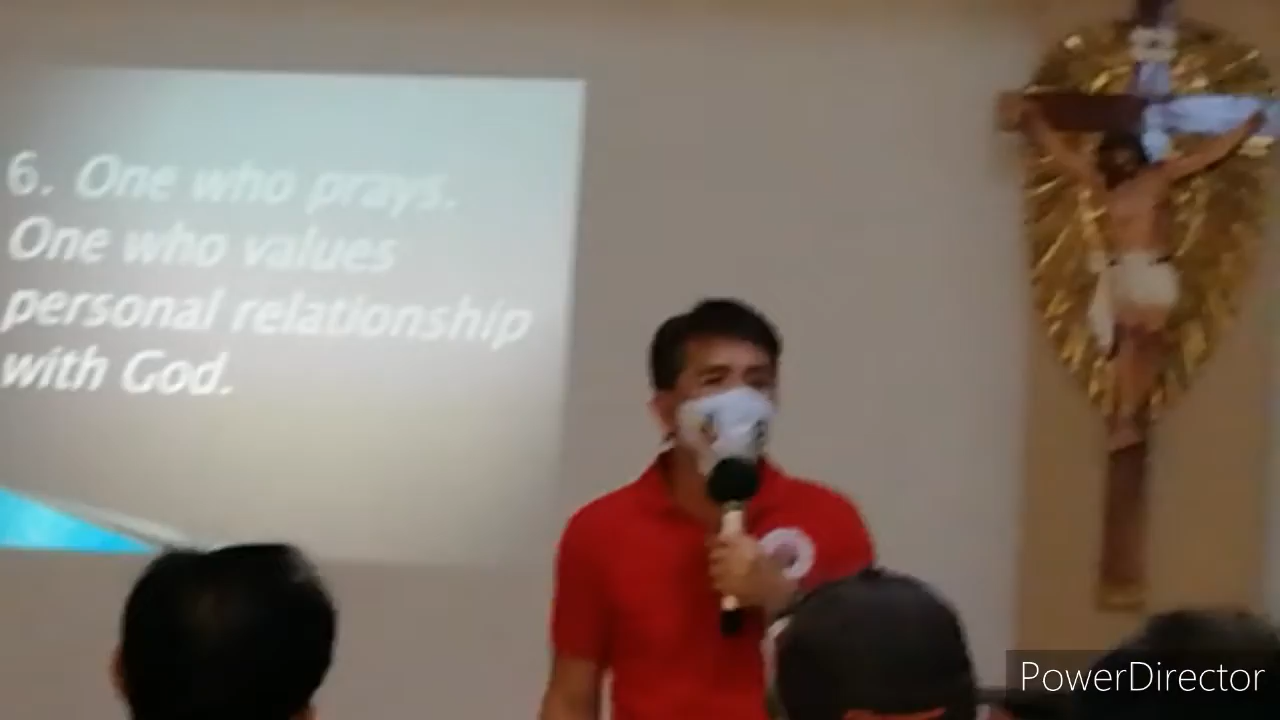 6. One who prays.
One who values
personal relationship
with God.
PowerDirector